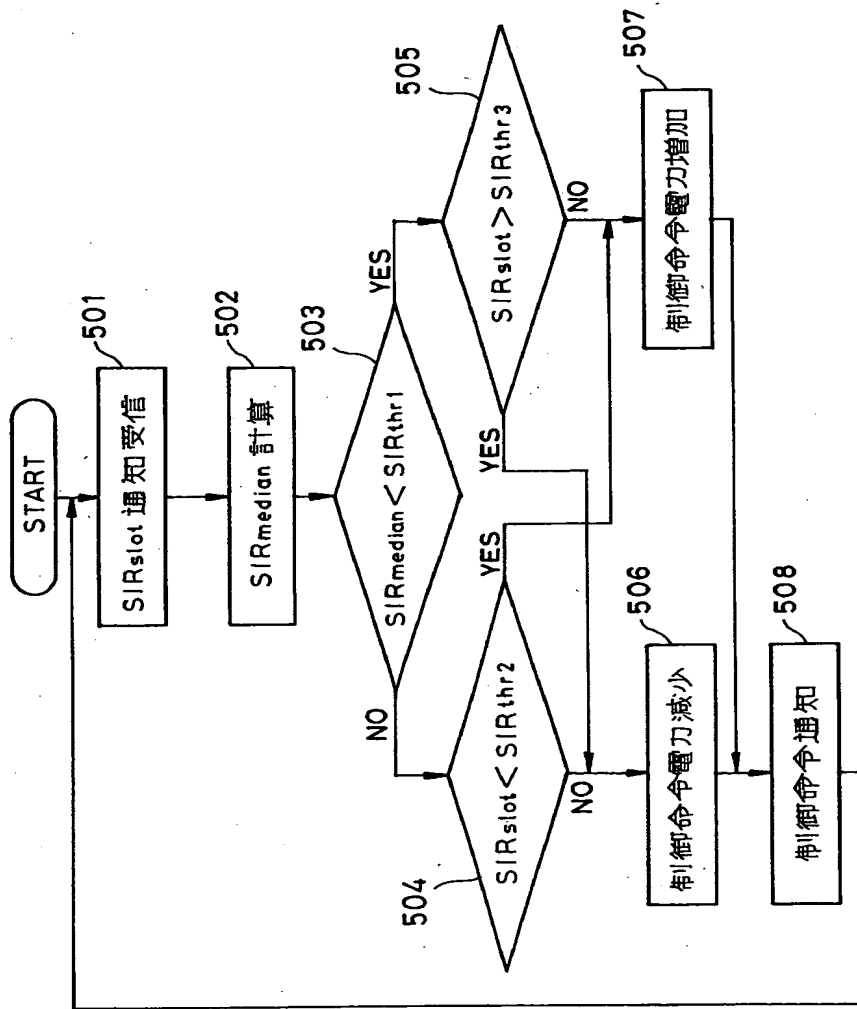 START
SIRslot 通知受信
501
SIRmedian 計算
502
SIRmedian < SIRthr1
503
YES
NO
SIRslot < SIRthr2
504
SIRslot > SIRthr3
505
YES
YES
NO
NO
制御命令電力減少
506
制御命令電力増加
507
制御命令通知
508